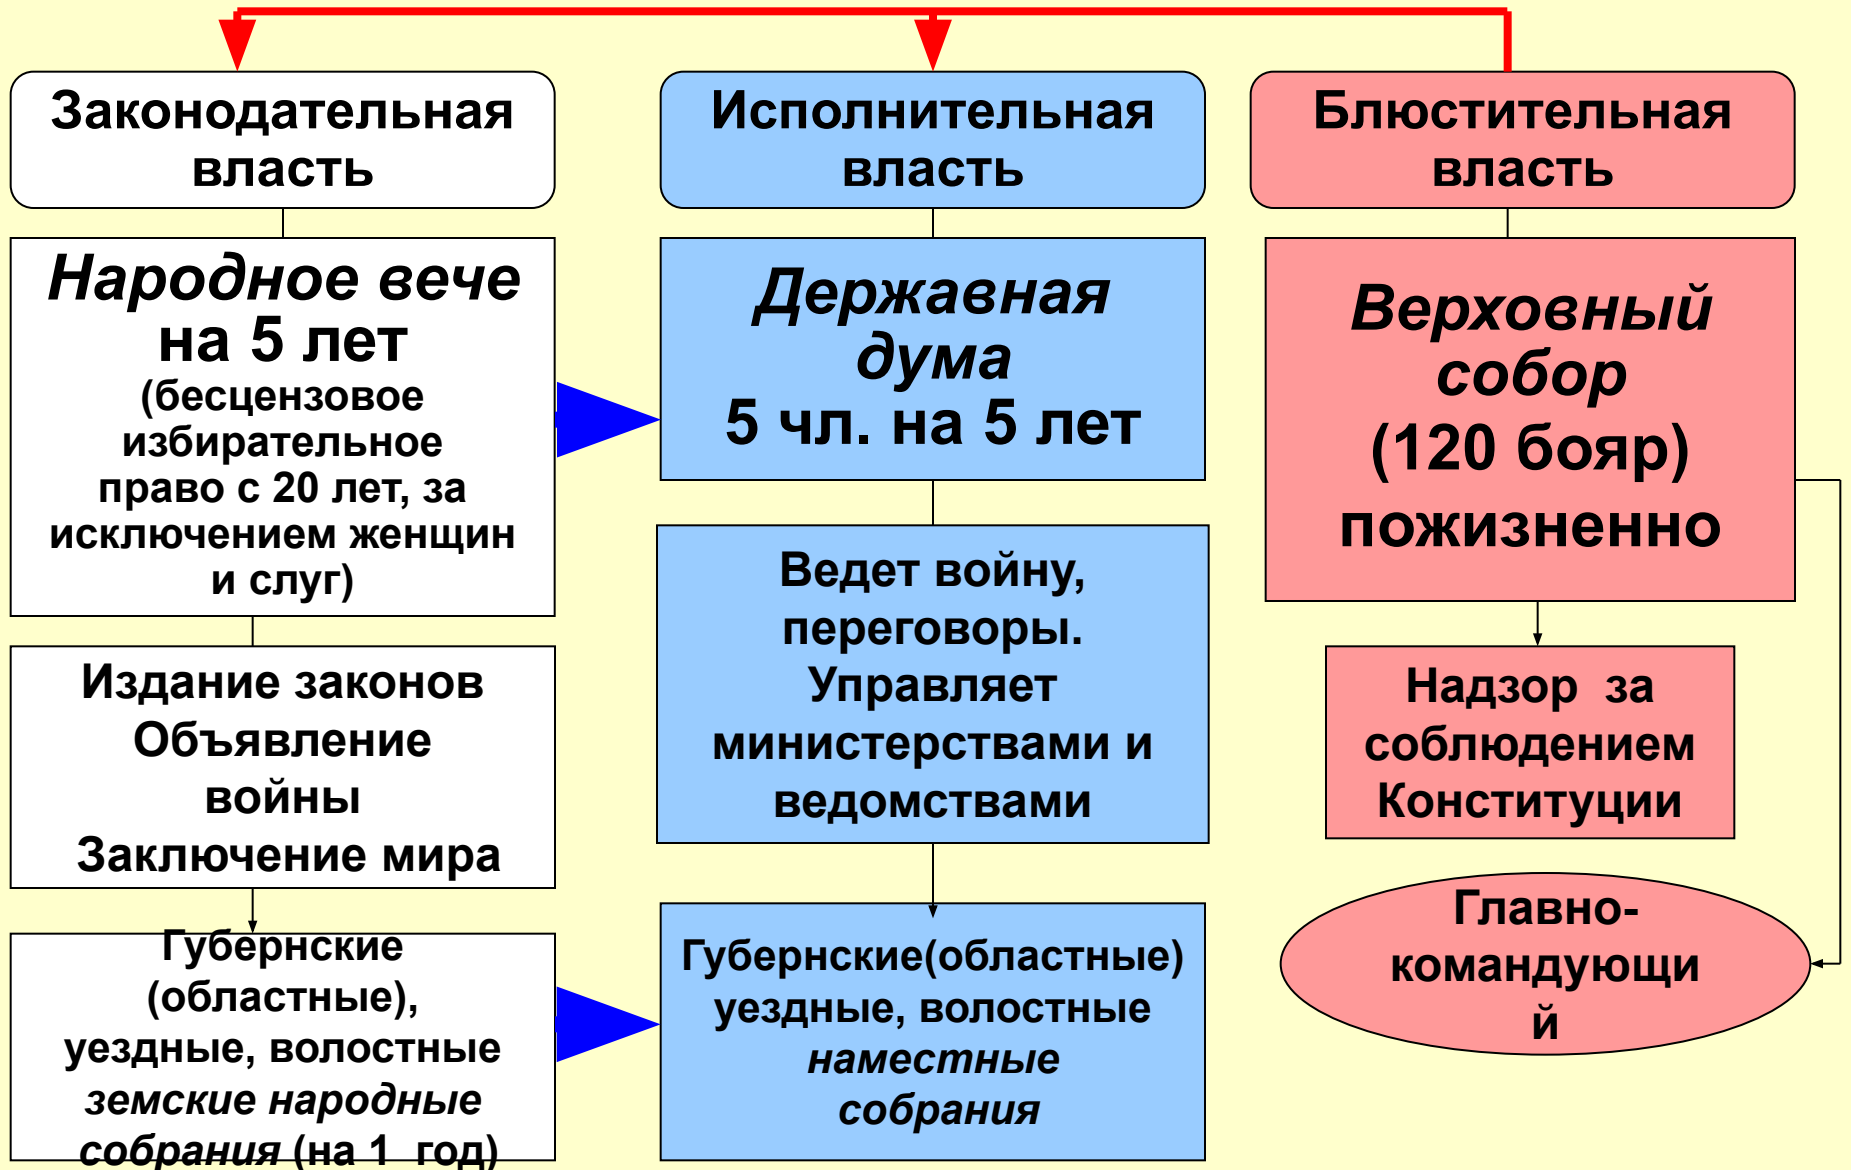 Законодательная
власть
Народное вече
на 5 лет
(бесцензовое
избирательное
право с 20 лет, за
исключением женщин
и слуг)
Издание законов
Объявление
войны
Заключение мира
Губернские
(областные),
уездные, волостные
земские народные
собрания (на 1 год)
Исполнительная
власть
Державная
дума
5 чл. на 5 лет
Ведет войну,
переговоры.
Управляет
министерствами и
ведомствами
Губернские(областные)
уездные, волостные
наместные
собрания
Блюстительная
власть
Верховный
собор
(120 бояр)
пожизненно
Надзор за
соблюдением
Конституции
Главно-
командующи
й